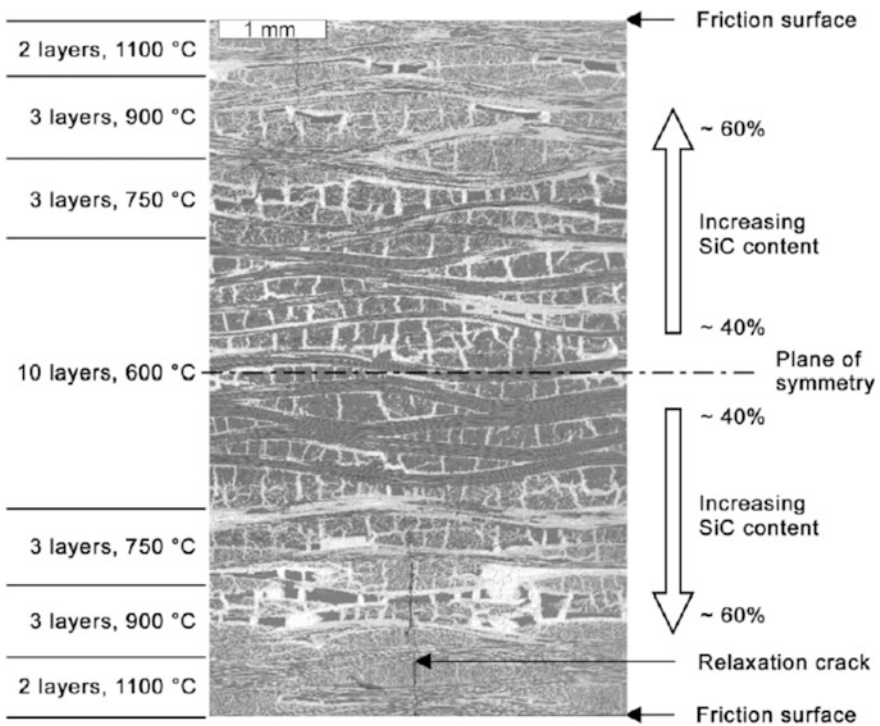 1 mm
Friction surface
2 layers, 1100 °C
3 layers, 900 °C
~ 60%
3 layers, 750 °C
Increasing
SiC content
~ 40%
10 layers, 600 °C
Plane of
symmetry
~ 40%
Increasing
SiC content
3 layers, 750 °C
3 layers, 900 °C
~ 60%
Relaxation crack
2 layers, 1100 °C
Friction surface